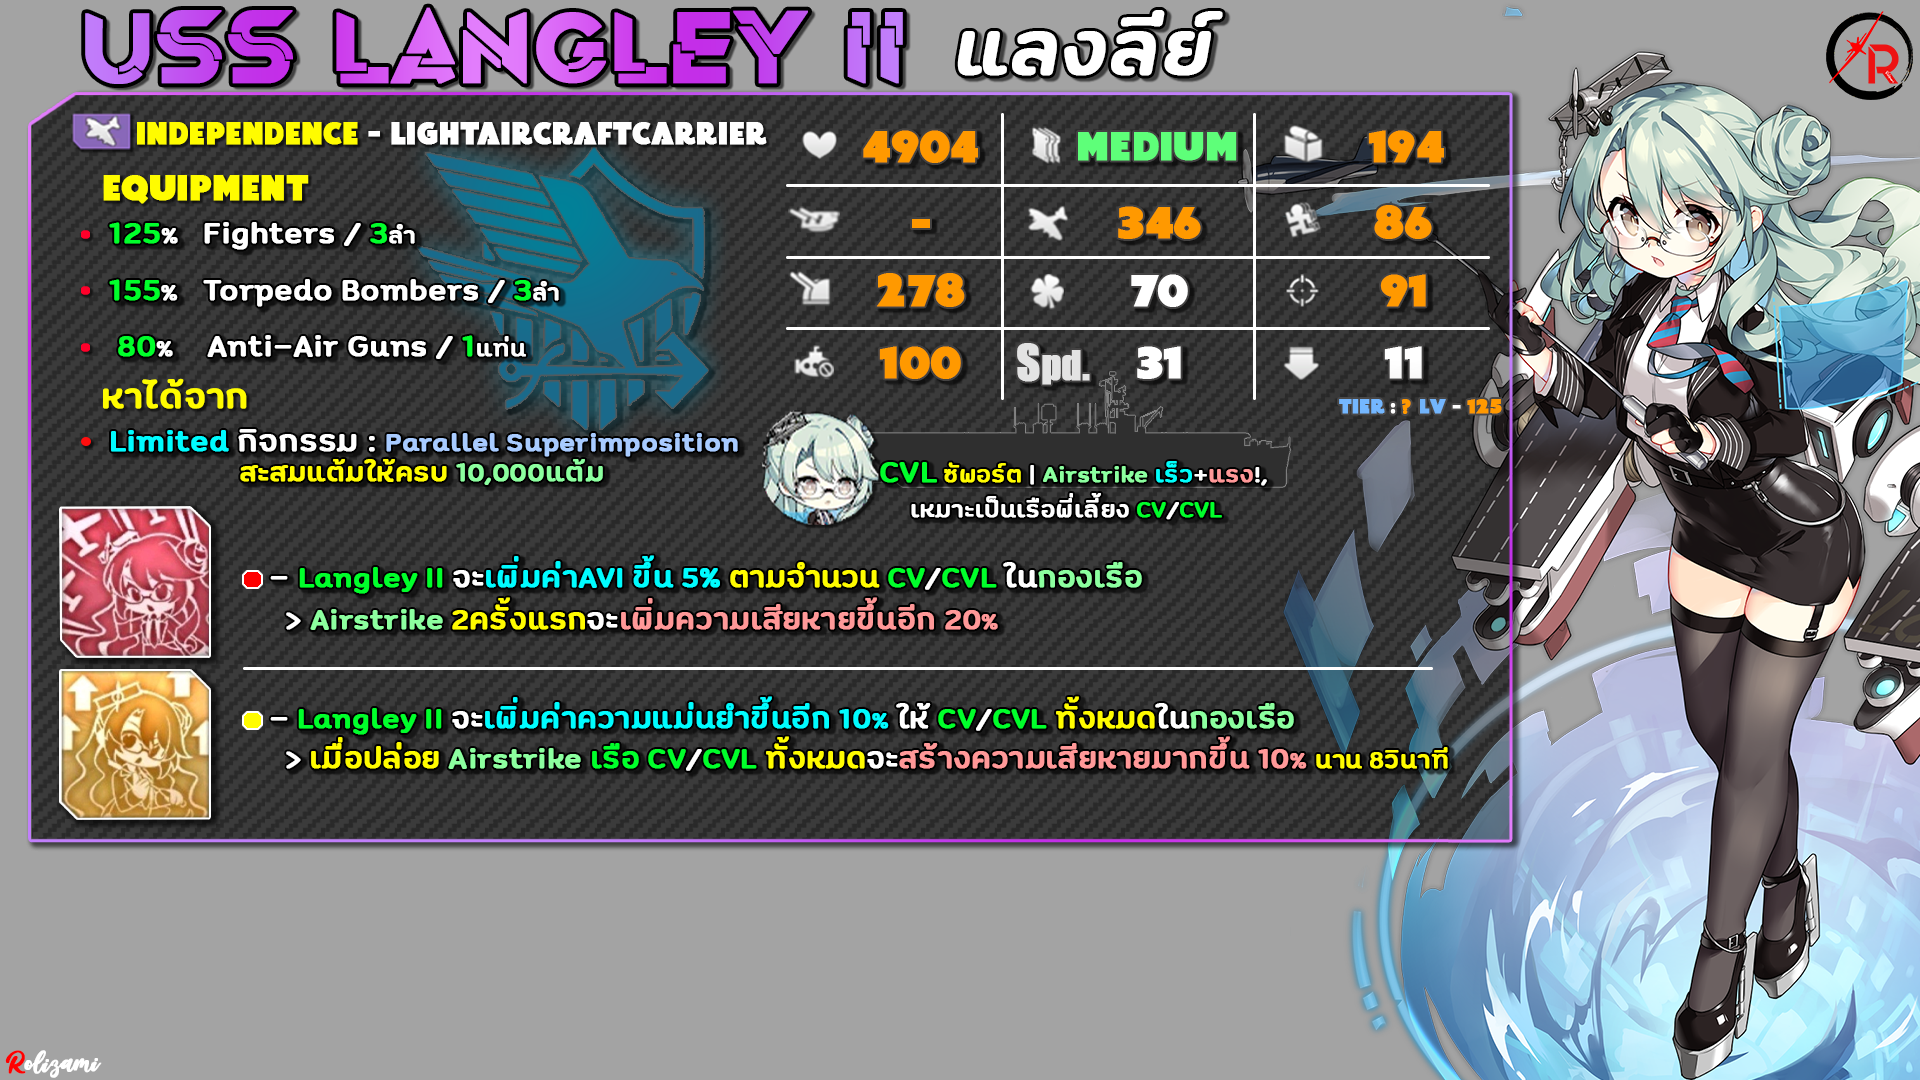 USS LANGLEY II แลงลีย์
R
INDEPENDENCE - LIGHTAIRCRAFTCARRIER
EQUIPMENT
• 125% Fighters / 3ลำ
• 155% Torpedo Bombers / 3ลำ
• 80% Anti-Air Guns / 1แท่น
หาได้จาก
• Limited กิจกรรม : Parallel Superimposition
สะสมแต้มให้ครบ 10,000แต้ม
4904 MEDIUM 194
- 346 86
278 70 91
100 Spd. 31 11
TIER : ? LV - 125
CVL ซัพอร์ต | Airstrike เร็ว+แรง!,
เหมาะเป็นเรือพี่เลี้ยง CV/CVL
- Langley II จะเพิ่มค่าAVI ขึ้น 5% ตามจำนวน CV/CVL ในกองเรือ
> Airstrike 2ครั้งแรกจะเพิ่มความเสียหายขึ้นอีก 20%
- Langley II จะเพิ่มค่าความแม่นยำขึ้นอีก 10% ให้ CV/CVL ทั้งหมดในกองเรือ
> เมื่อปล่อย Airstrike เรือ CV/CVL ทั้งหมดจะสร้างความเสียหายมากขึ้น 10% นาน 8วินาที
Rolizami